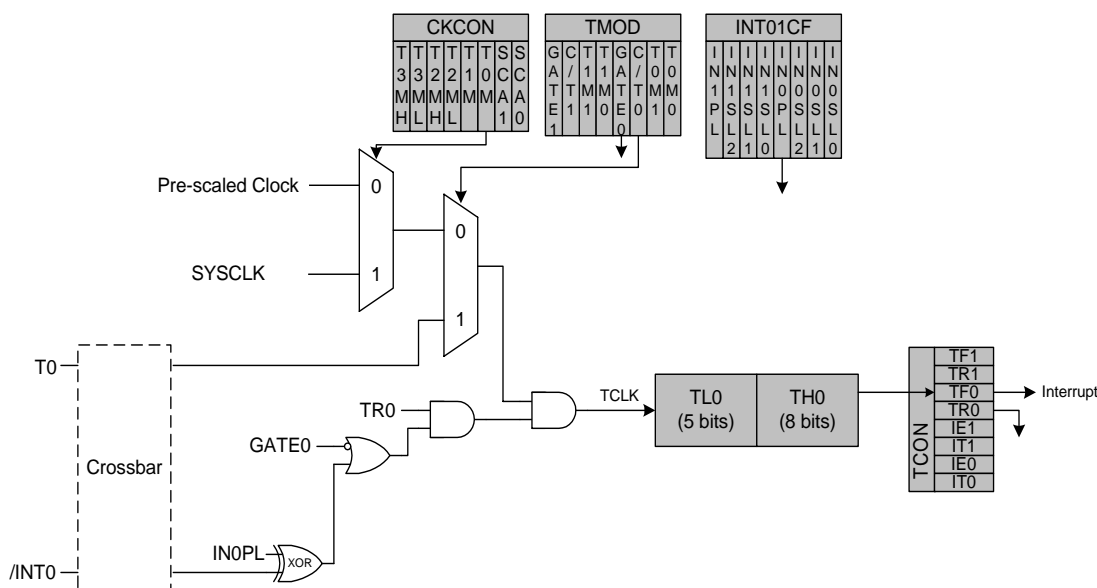 CKCON
T3MH T3ML T2MH T2ML T1M T0M SCA1 SCA0
TMOD
GATE1 C/T1 T1M1 T1M0 GATE0 C/T0 T0M1 T0M0
INT01CF
IN1PL IN1SL2 IN1SL1 IN1SL0 IN0PL IN0SL2 IN0SL1 IN0SL0
Pre-scaled Clock
0
SYSCLK
1
0
1
T0
Crossbar
/INT0
TR0
GATE0
IN0PL
XOR
TCLK
TL0
(5 bits)
TH0
(8 bits)
TCON
TF1
TR1
TF0
TR0
IE1
IT1
IE0
IT0
Interrupt